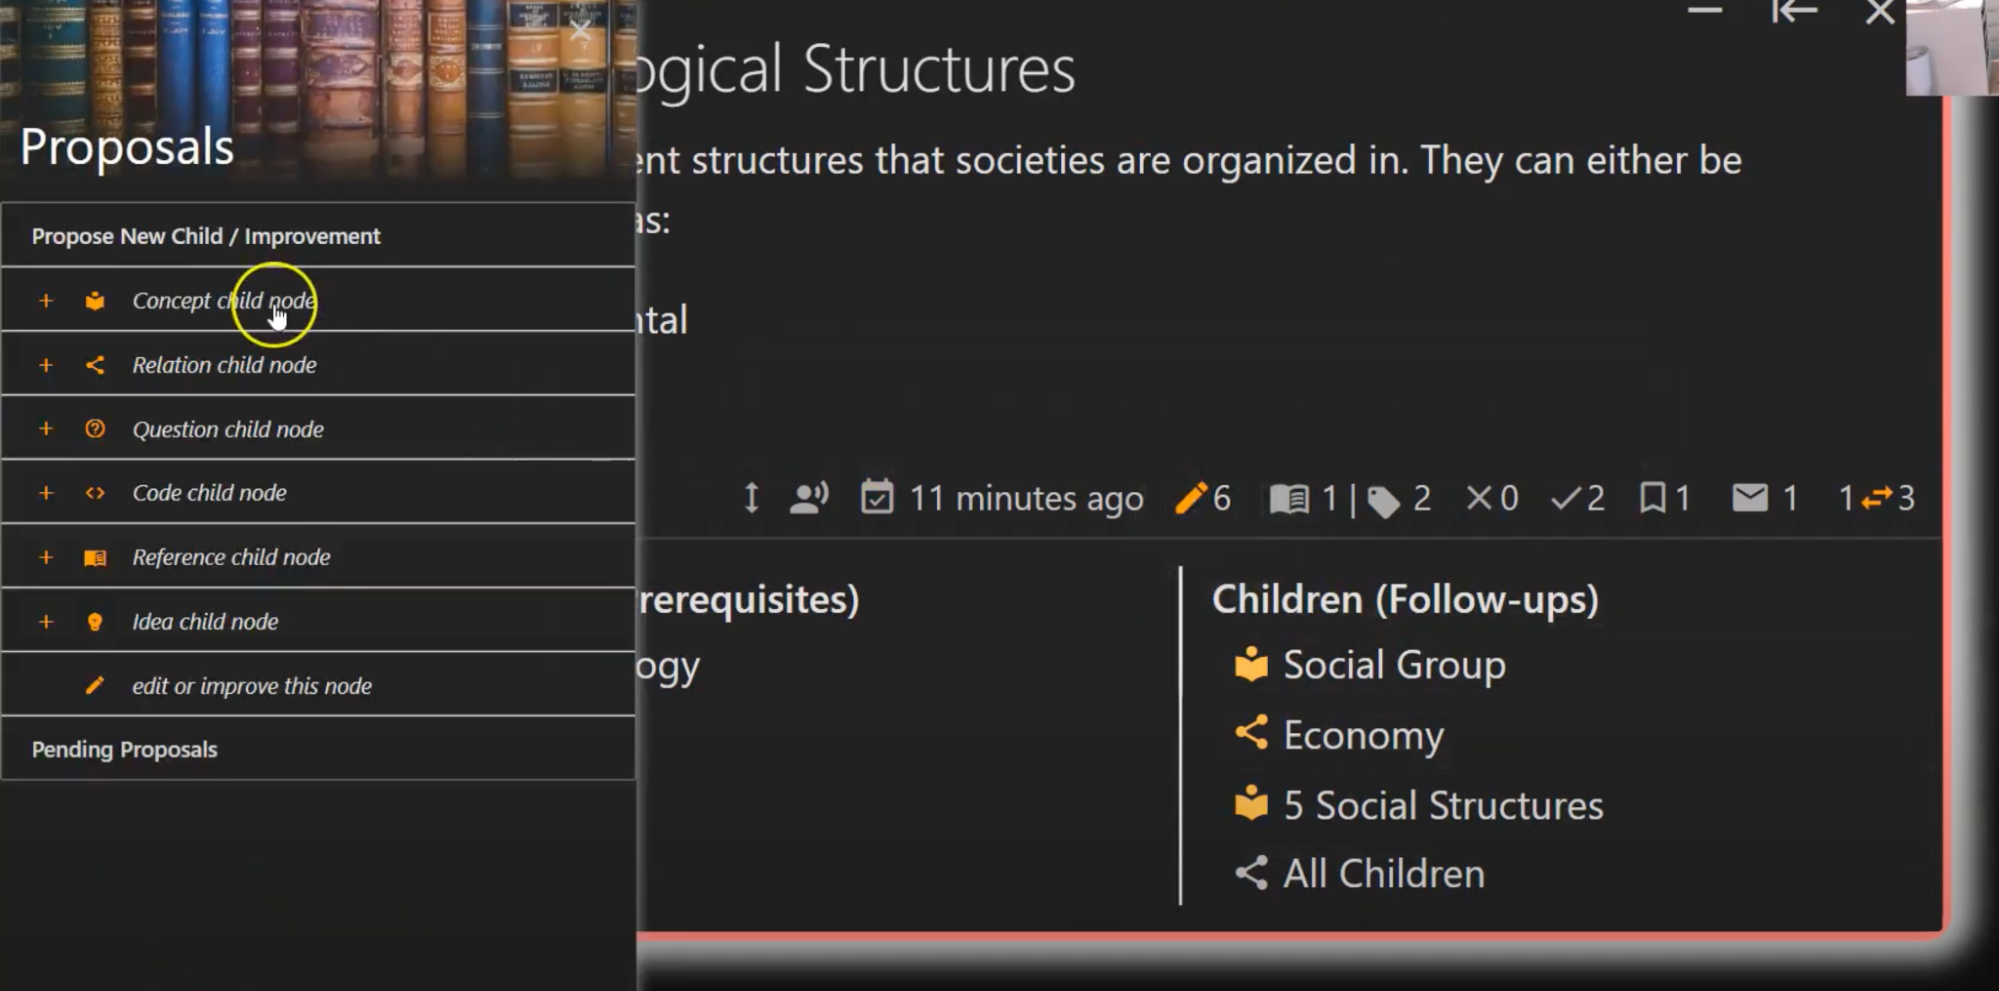 Proposals
Propose New Child / Improvement
+ Concept child node
+ Relation child node
+ Question child node
+ Code child node
+ Reference child node
+ Idea child node
edit or improve this node
Pending Proposals
ogical Structures
ent structures that societies are organized in. They can either be
as:
ntal
11 minutes ago 6 1 | 2 0 2 1 1 1 3
rerequisites)
ogy
Children (Follow-ups)
Social Group
Economy
5 Social Structures
All Children